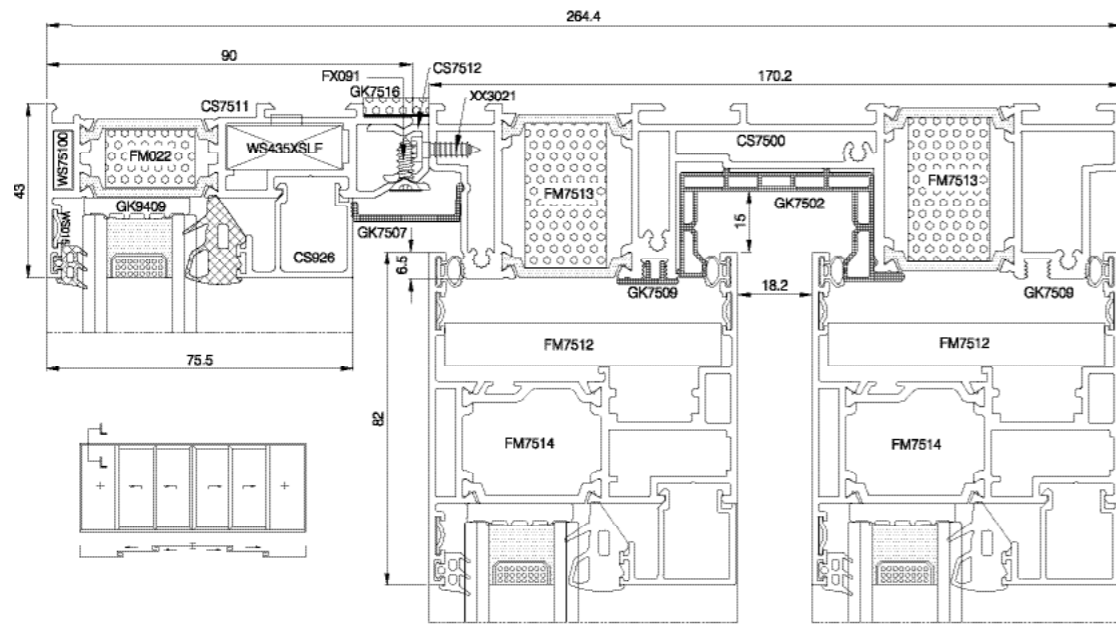 264.4
90
170.2
FX091
CS7512
GK7516
XX3021
CS7511
CS7500
WS75100
FM022
WS435XSLF
FM7513
FM7513
43
GK9409
GK7502
WS015
GK7507
15
CS926
6.5
GK7509
18.2
GK7509
FM7512
FM7512
75.5
82
FM7514
FM7514
L
L